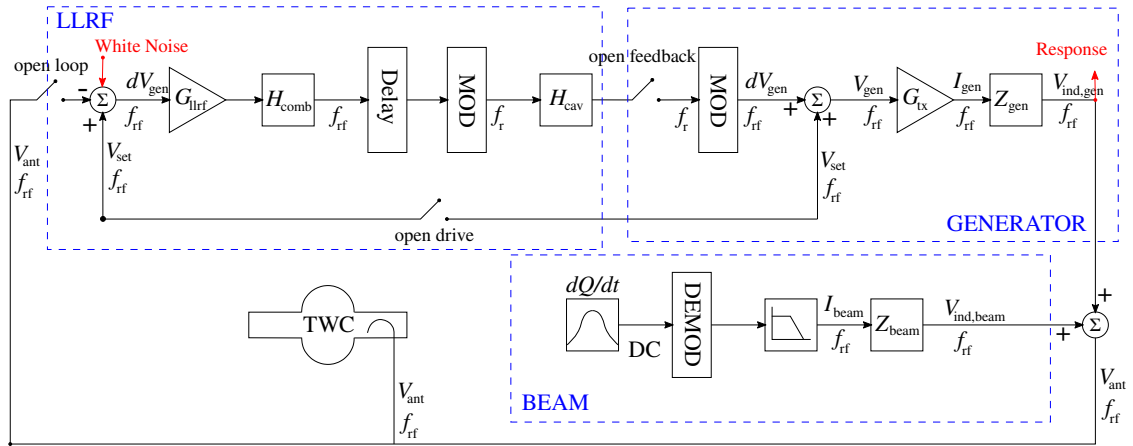 LLRF
White Noise
open loop
-
Σ
+
dV_gen
f_rf
G_llrf
H_comb
f_rf
Delay
MOD
f_r
H_cav
open feedback
f_r
MOD
dV_gen
f_rf
+
Σ
+
V_gen
f_rf
G_tx
I_gen
f_rf
Z_gen
V_ind,gen
f_rf
Response
V_ant
f_rf
V_set
f_rf
open drive
V_set
f_rf
GENERATOR
TWC
V_ant
f_rf
dQ/dt
DC
DEMOD
I_beam
f_rf
Z_beam
V_ind,beam
f_rf
+
+
Σ
BEAM
V_ant
f_rf